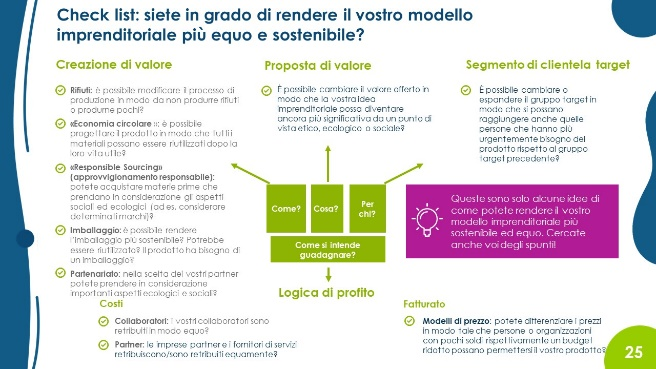 Check list: siete in grado di rendere il vostro modello
imprenditoriale più equo e sostenibile?
Creazione di valore
Rifiuti: è possibile modificare il processo di
produzione in modo da non produrre rifiuti
o produrne pochi?
«Economia circolare»: è possibile
progettare il prodotto in modo che tutti i
materiali possano essere riutilizzati dopo la
loro vita utile?
«Responsible Sourcing»
(approvvigionamento responsabile):
potete acquistare materie prime che
prendano in considerazione gli aspetti
sociali ed ecologici (ad es. considerare
determinati marchi)?
Imballaggio: è possibile rendere
l'imballaggio più sostenibile? Potrebbe
essere riutilizzato? Il prodotto ha bisogno di
un imballaggio?
Partenariato: nella scelta dei vostri partner
potete prendere in considerazione
importanti aspetti ecologici e sociali?
Proposta di valore
È possibile cambiare il valore offerto in
modo che la vostra idea
imprenditoriale possa diventare
ancora più significativa da un punto di
vista etico, ecologico o sociale?
Segmento di clientela target
È possibile cambiare o
espandere il gruppo target in
modo che si possano
raggiungere anche quelle
persone che hanno più
urgentemente bisogno del
prodotto rispetto al gruppo
target precedente?
Come?
Cosa?
Per
chi?
Come si intende
guadagnare?
Queste sono solo alcune idee di
come potete rendere il vostro
modello imprenditoriale più
sostenibile ed equo. Cercate
anche voi degli spunti!
Logica di profitto
Costi
Collaboratori: i vostri collaboratori sono
retribuiti in modo equo?
Partner: le imprese partner e i fornitori di servizi
retribuiscono/sono retribuiti equamente?
Fatturato
Modelli di prezzo: potete differenziare i prezzi
in modo tale che persone o organizzazioni
con pochi soldi rispettivamente un budget
ridotto possano permettersi il vostro prodotto?
25